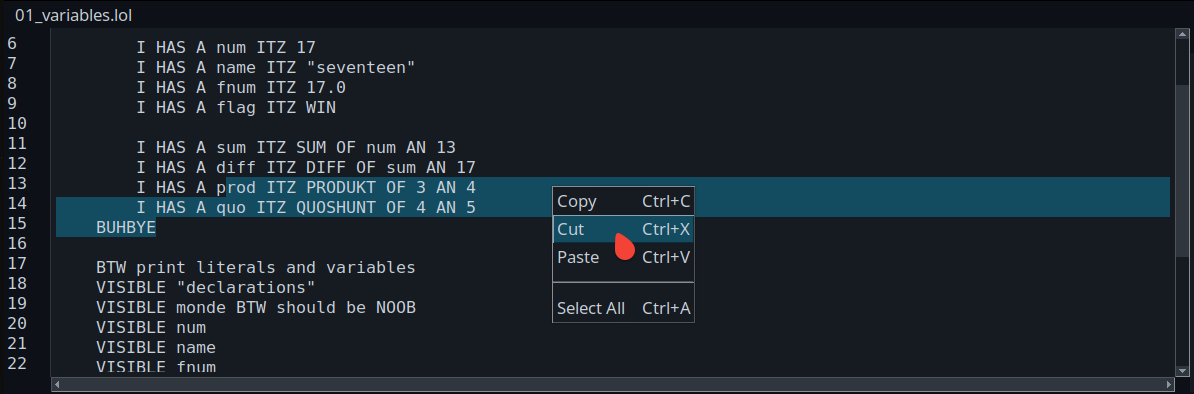 01_variables.lol
6 I HAS A num ITZ 17
7 I HAS A name ITZ "seventeen"
8 I HAS A fnum ITZ 17.0
9 I HAS A flag ITZ WIN
10
11 I HAS A sum ITZ SUM OF num AN 13
12 I HAS A diff ITZ DIFF OF sum AN 17
13 I HAS A prod ITZ PRODUKT OF 3 AN 4
14 I HAS A quo ITZ QUOSHUNT OF 4 AN 5
15 BUHBYE
16
17 BTW print literals and variables
18 VISIBLE "declarations"
19 VISIBLE monde BTW should be NOOB
20 VISIBLE num
21 VISIBLE name
22 VISIBLE fnum
Copy Ctrl+C
Cut Ctrl+X
Paste Ctrl+V
Select All Ctrl+A